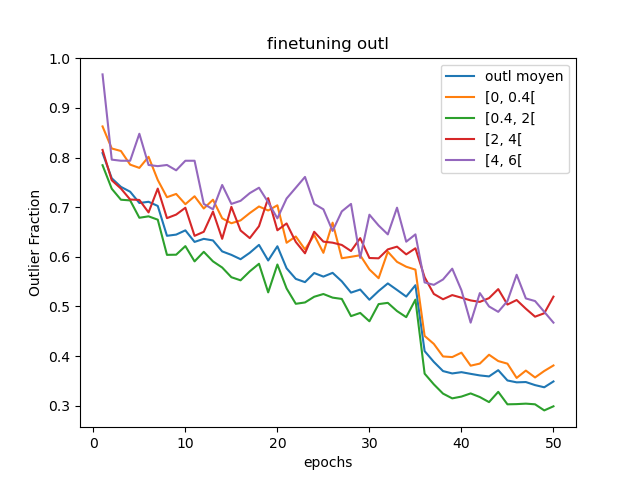 finetuning outl
outl moyen
[0, 0.4[
[0.4, 2[
[2, 4[
[4, 6[
Outlier Fraction
1.0
0.9
0.8
0.7
0.6
0.5
0.4
0.3
0 10 20 30 40 50
epochs